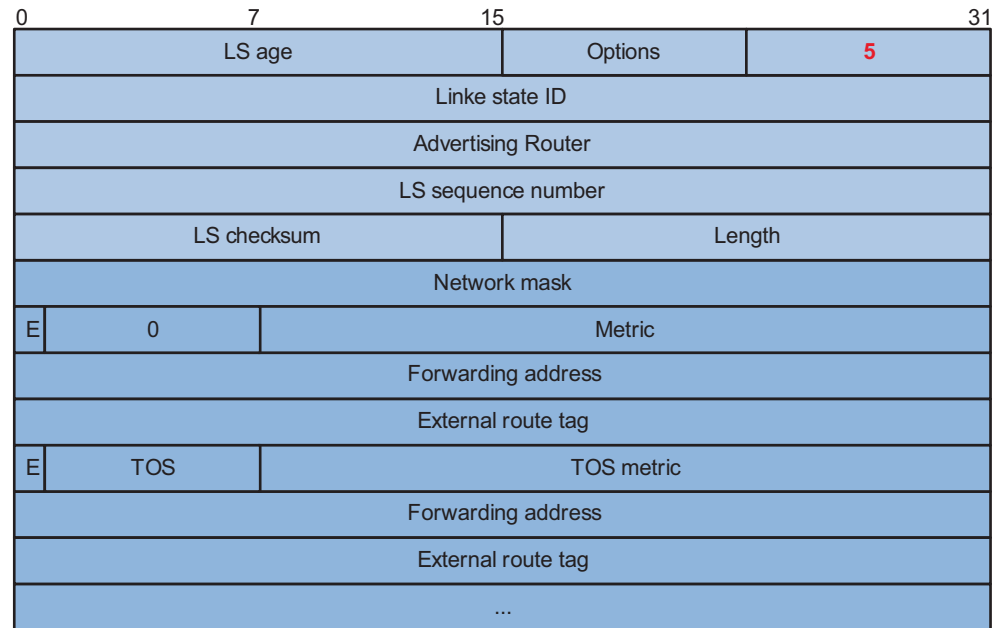 0 7 15 31
LS age Options 5
Linke state ID
Advertising Router
LS sequence number
LS checksum Length
Network mask
E 0 Metric
Forwarding address
External route tag
E TOS TOS metric
Forwarding address
External route tag
...